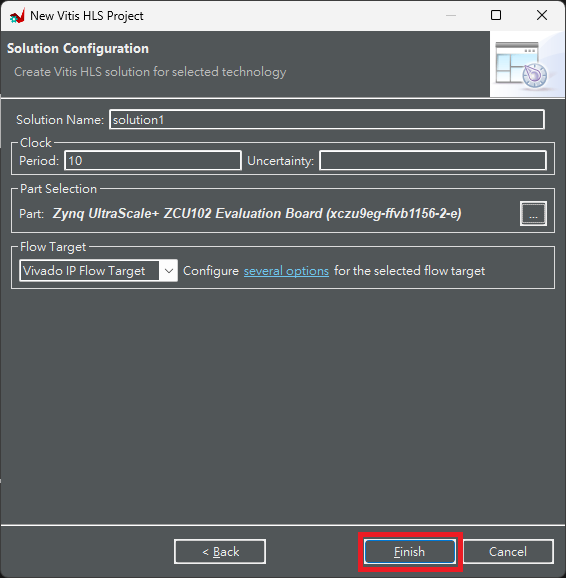 New Vitis HLS Project
Solution Configuration
Create Vitis HLS solution for selected technology
Solution Name: solution1
Clock
Period: 10 Uncertainty:
Part Selection
Part: Zynq UltraScale+ ZCU102 Evaluation Board (xczu9eg-ffvb1156-2-e) ...
Flow Target
Vivado IP Flow Target Configure several options for the selected flow target
< Back Finish Cancel